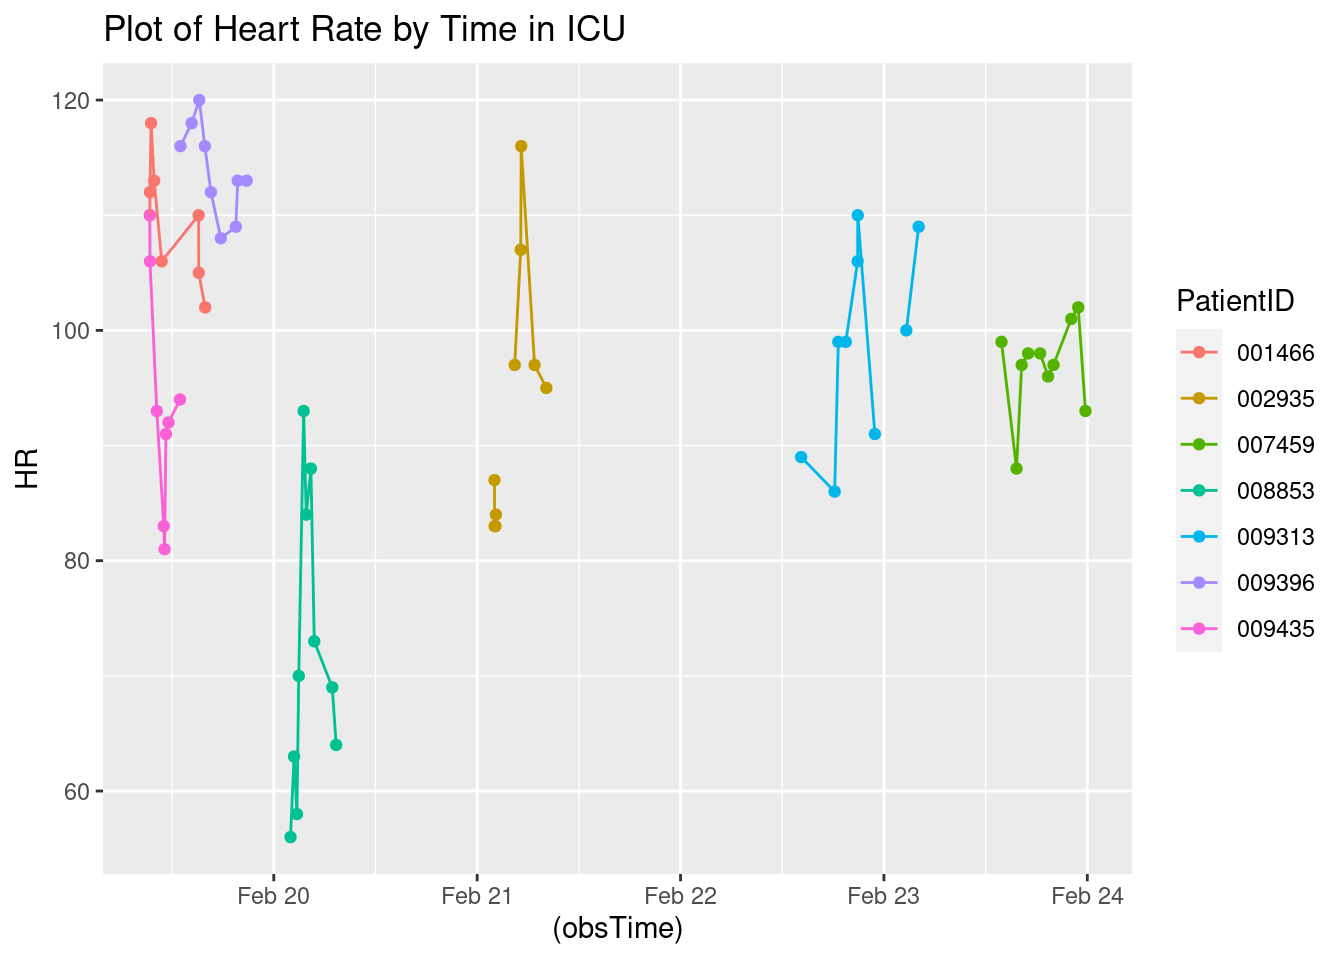 Plot of Heart Rate by Time in ICU
120
100
80
60
HR
Feb 20
Feb 21
Feb 22
Feb 23
Feb 24
(obsTime)
PatientID
001466
002935
007459
008853
009313
009396
009435